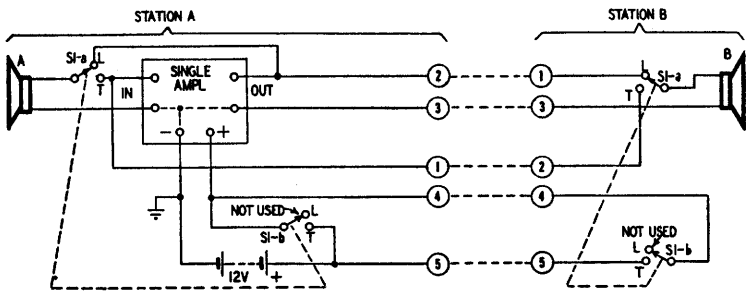 STATION A
STATION B
A
S1-a
L
T
IN
SINGLE
AMPL
OUT
-
+
2
1
3
3
1
2
4
4
5
5
L
S1-a
T
B
NOT USED
L
S1-b
T
12V
+
NOT USED
L
S1-b
T